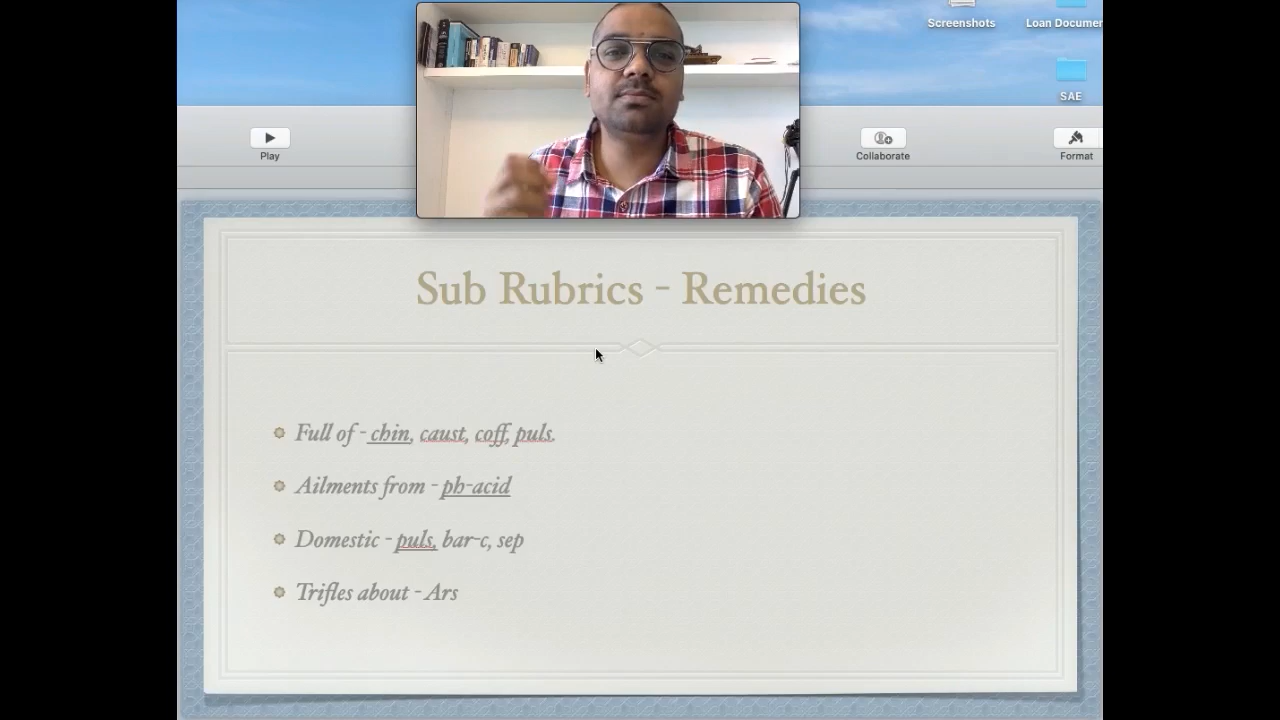 Screenshots
Loan Documen
SAE
Play
Collaborate
Format
Sub Rubrics - Remedies
Full of - chin, caust, coff, puls.
Ailments from - ph-acid
Domestic - puls, bar-c, sep
Trifles about - Ars